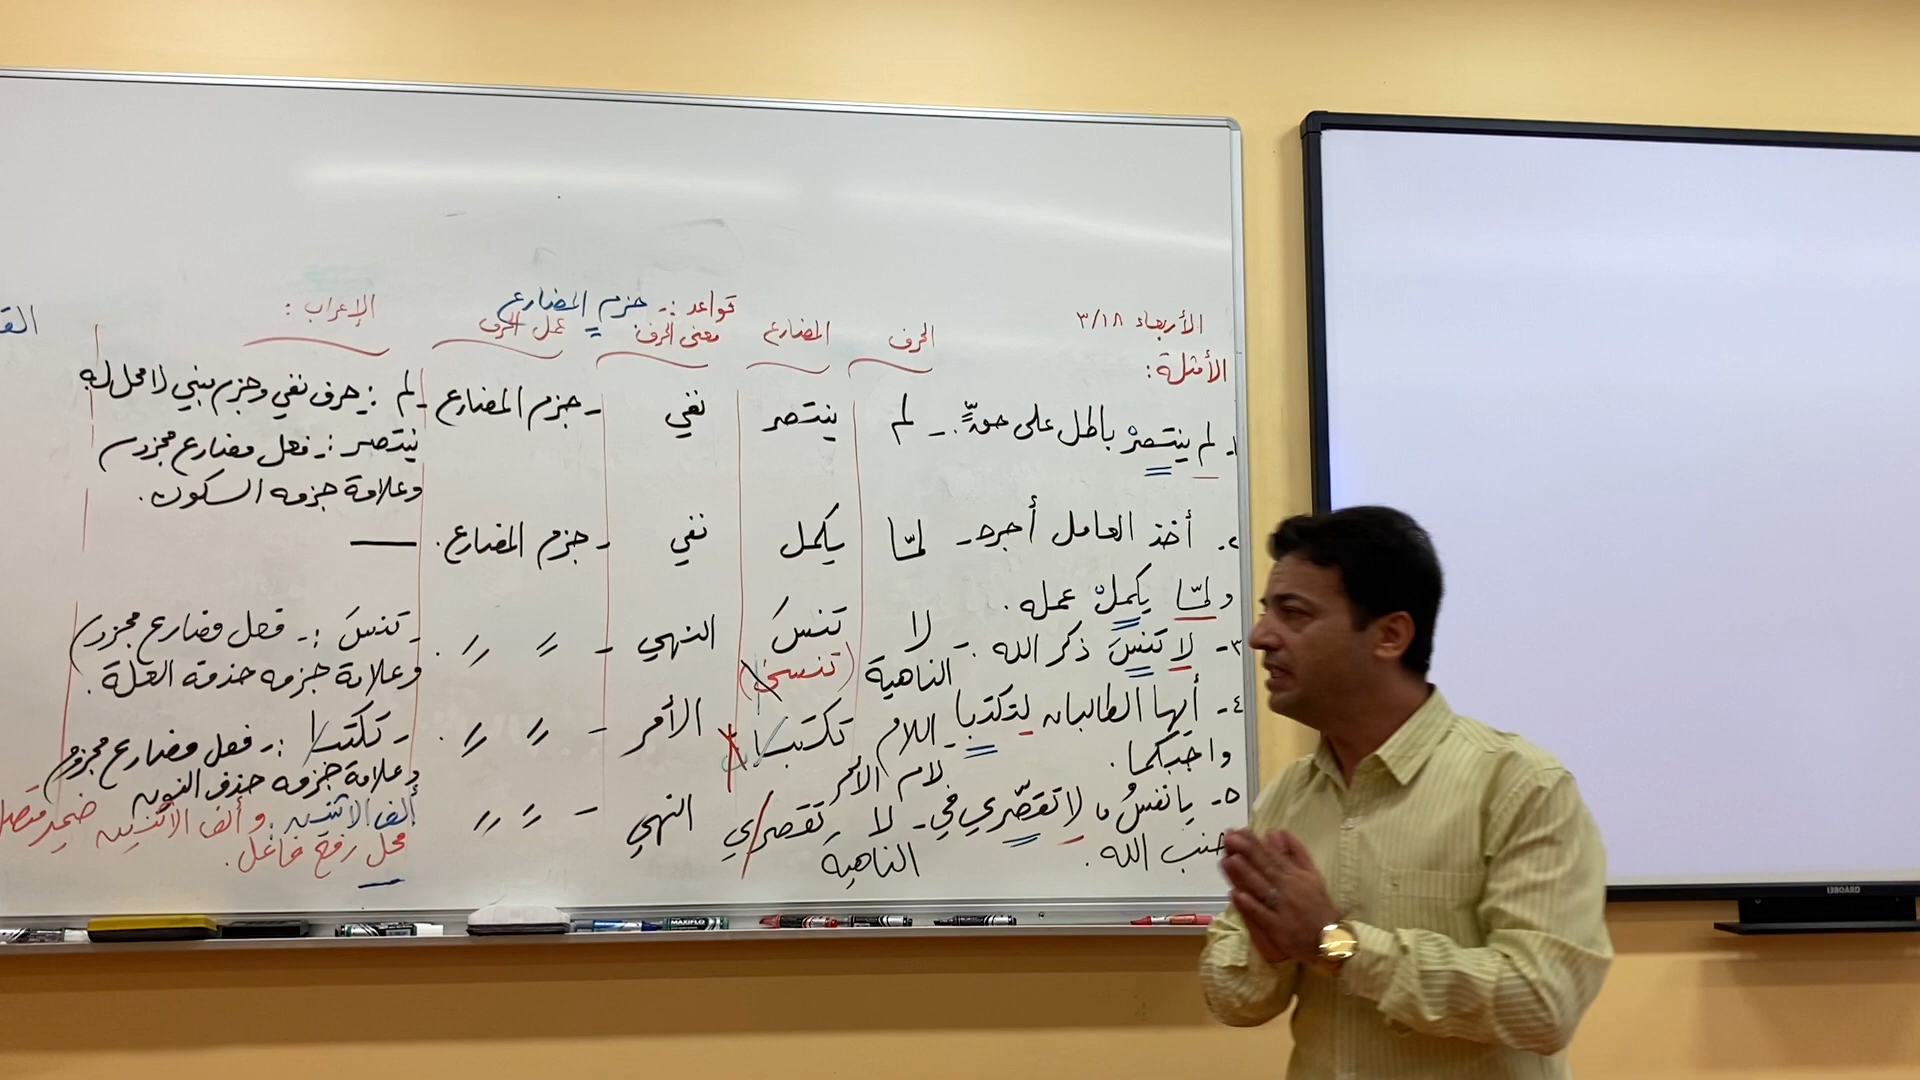 قواعد :- جزم المضارع
الأربعاء ٣/١٨
الأمثلة:
الحرف المضارع معنى الحرف عمل الحرف الإعراب:
١- لم ينتصرْ باطل على حقٍّ. - لم ينتصر نفي - جزم المضارع - لم :- حرف نفي وجزم مبني لا محل له
ينتصر :- فعل مضارع مجزوم
وعلامة جزمه السكون.
٢- أخذ العامل أجره - لمّا يكمل نفي - جزم المضارع. —
ولمّا يكملْ عمله.
٣- لا تنسَ ذكر الله. - لا تنسَ النهي - 〃 〃. - تنسَ :- فعل مضارع مجزوم
الناهية (تنسى) وعلامة جزمه حذف العلة.
٤- أيها الطالبان لتكتبا - اللام تكتبان الأمر - 〃 〃. - تكتبا :- فعل مضارع مجزوم
واجبكما. لام الأمر وعلامة جزمه حذف النون
ألف الاثنين. و ألف الاثنين ضمير متصل
٥- يا نفسُ، لا تقصّري في - لا تقصري النهي - 〃 〃 محل رفع فاعل.
جنب الله. الناهية
LEBOARD
MAXIFLO